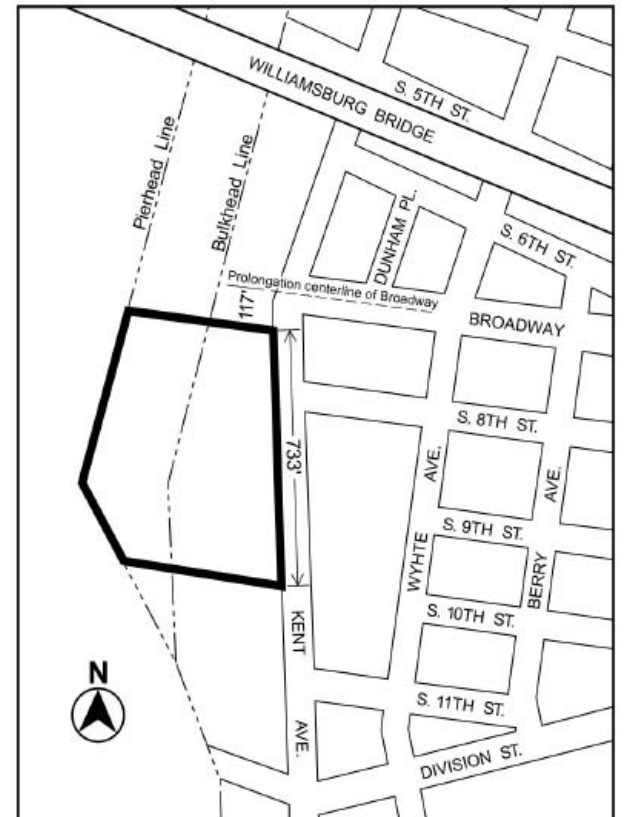 S. 5TH ST.
WILLIAMSBURG BRIDGE
Pierhead Line
Bulkhead Line
DUNHAM PL.
S. 6TH ST.
Prolongation centerline of Broadway
117'
BROADWAY
S. 8TH ST.
733'
AVE.
AVE.
S. 9TH ST.
WYHTE
BERRY
S. 10TH ST.
KENT
N
S. 11TH ST.
AVE.
DIVISION ST.